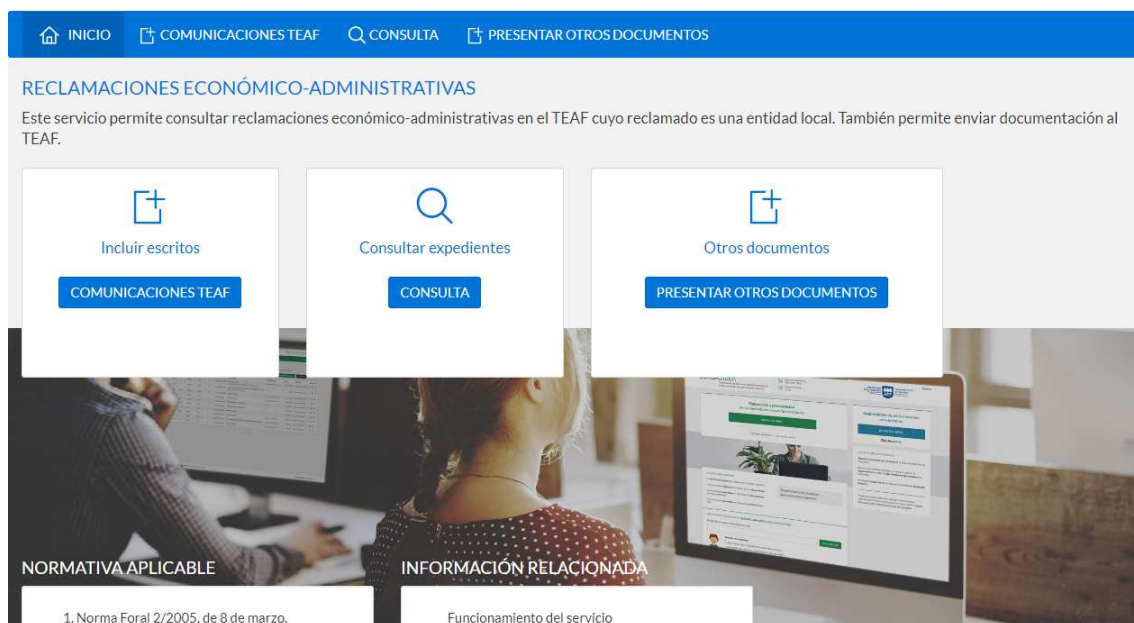 INICIO COMUNICACIONES TEAF CONSULTA PRESENTAR OTROS DOCUMENTOS
RECLAMACIONES ECONÓMICO-ADMINISTRATIVAS
Este servicio permite consultar reclamaciones económico-administrativas en el TEAF cuyo reclamado es una entidad local. También permite enviar documentación al
TEAF.
Incluir escritos
COMUNICACIONES TEAF
Consultar expedientes
CONSULTA
Otros documentos
PRESENTAR OTROS DOCUMENTOS
NORMATIVA APLICABLE
1. Norma Foral 2/2005, de 8 de marzo,
INFORMACIÓN RELACIONADA
Funcionamiento del servicio